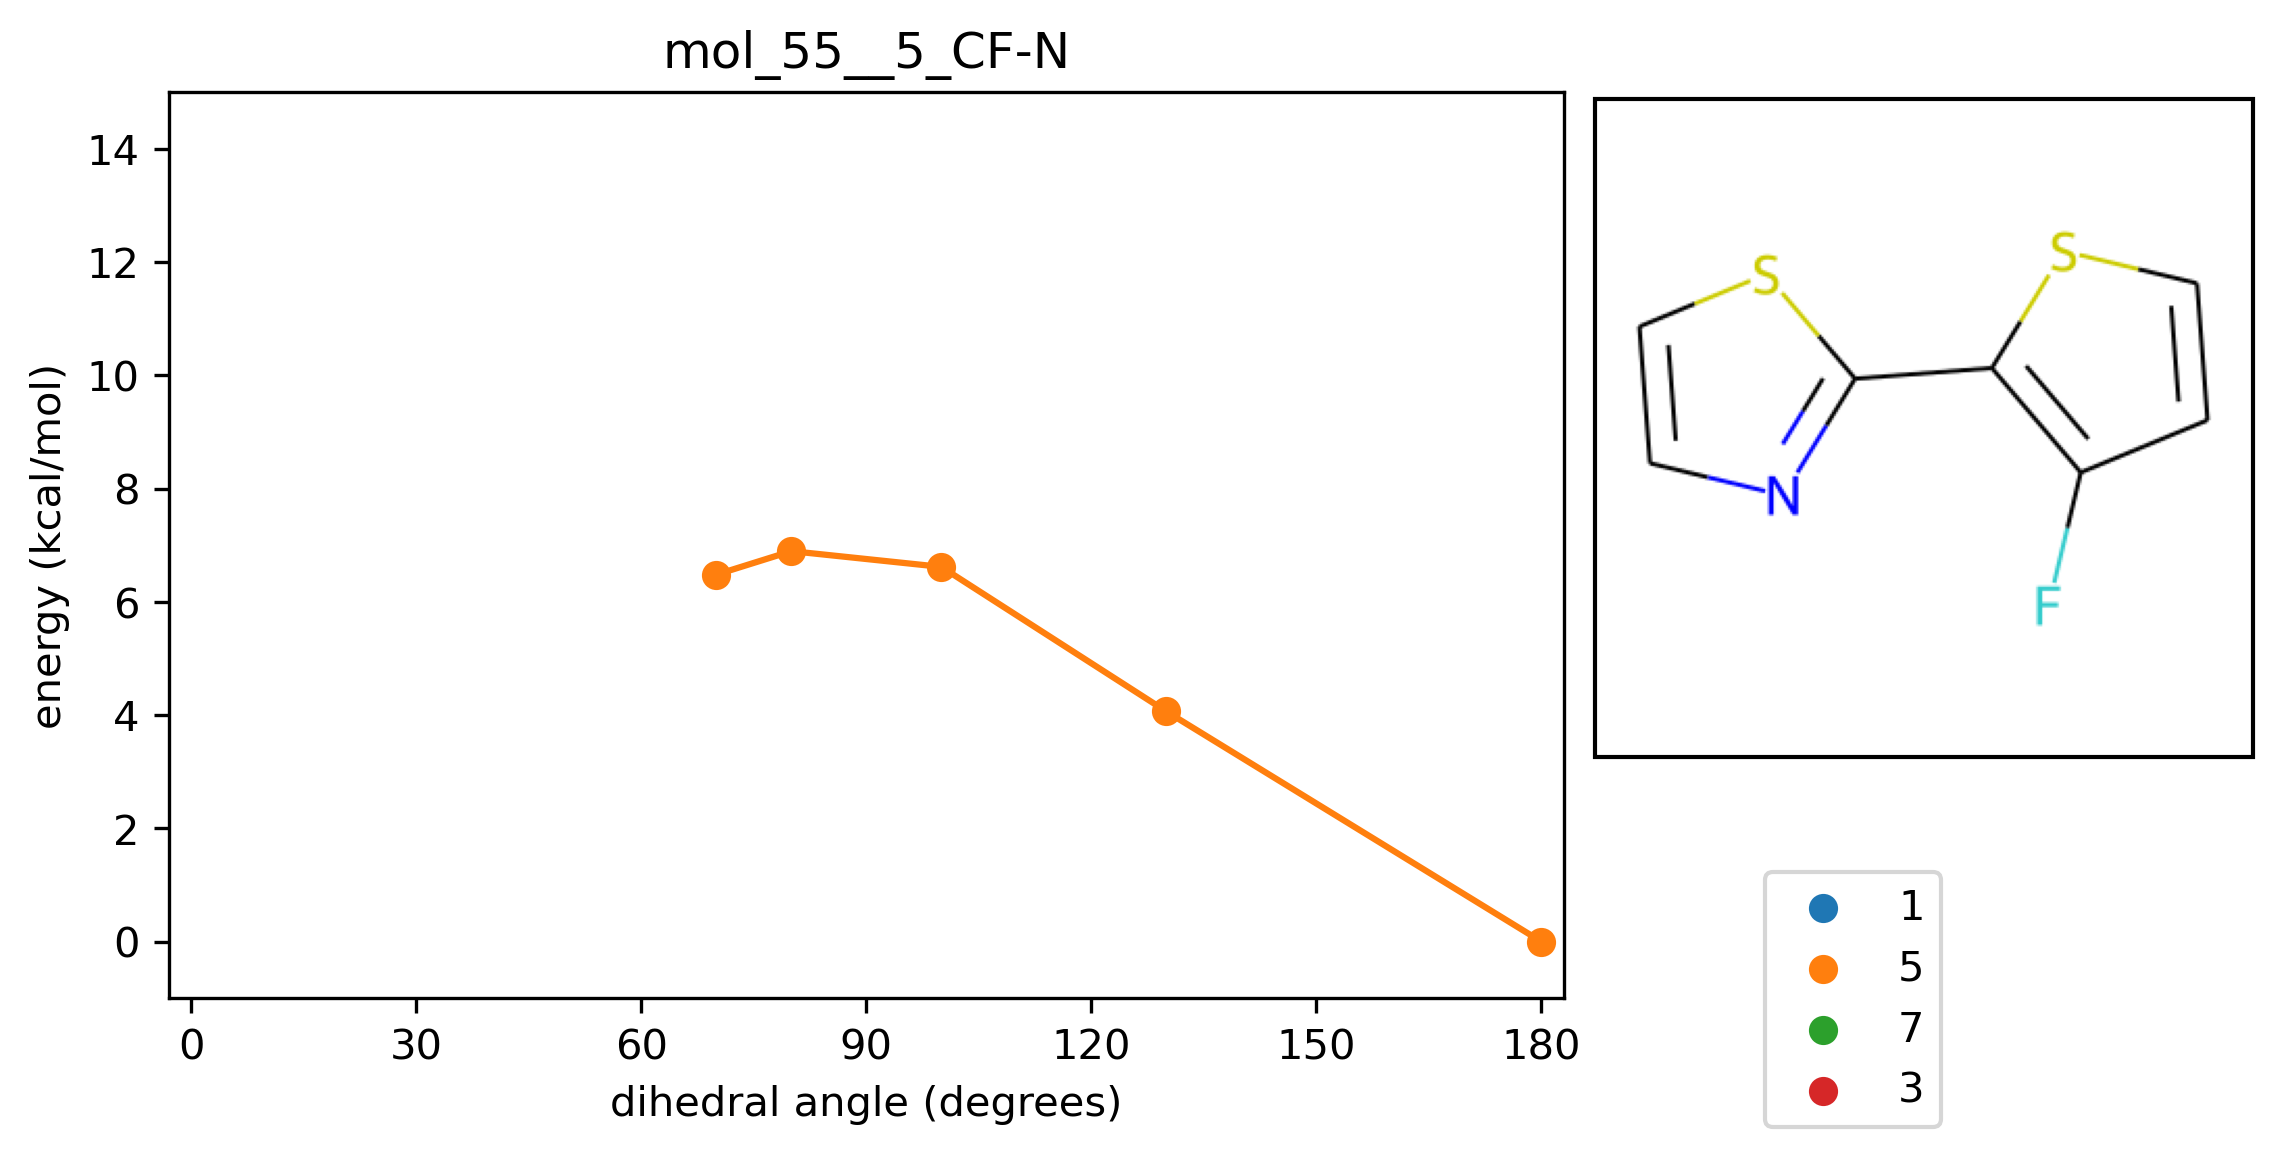 mol_55__5_CF-N
energy (kcal/mol)
14
12
10
8
6
4
2
0
0 30 60 90 120 150 180
dihedral angle (degrees)
S
S
N
F
1
5
7
3